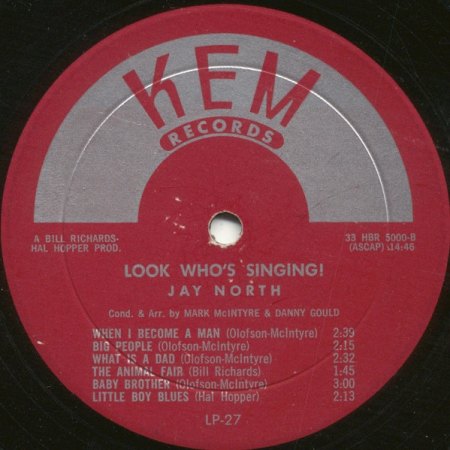 KEM
RECORDS
A BILL RICHARDS- 33 HBR 5000-B
HAL HOPPER PROD. (ASCAP) 14:46
LOOK WHO'S SINGING!
JAY NORTH
Cond. & Arr. by MARK McINTYRE & DANNY GOULD
WHEN I BECOME A MAN (Olofson-McIntyre) 2:39
BIG PEOPLE (Olofson-McIntyre) 2:15
WHAT IS A DAD (Olofson-McIntyre) 2:32
THE ANIMAL FAIR (Bill Richards) 1:45
BABY BROTHER (Olofson-McIntyre) 3:00
LITTLE BOY BLUES (Hal Hopper) 2:13
LP-27